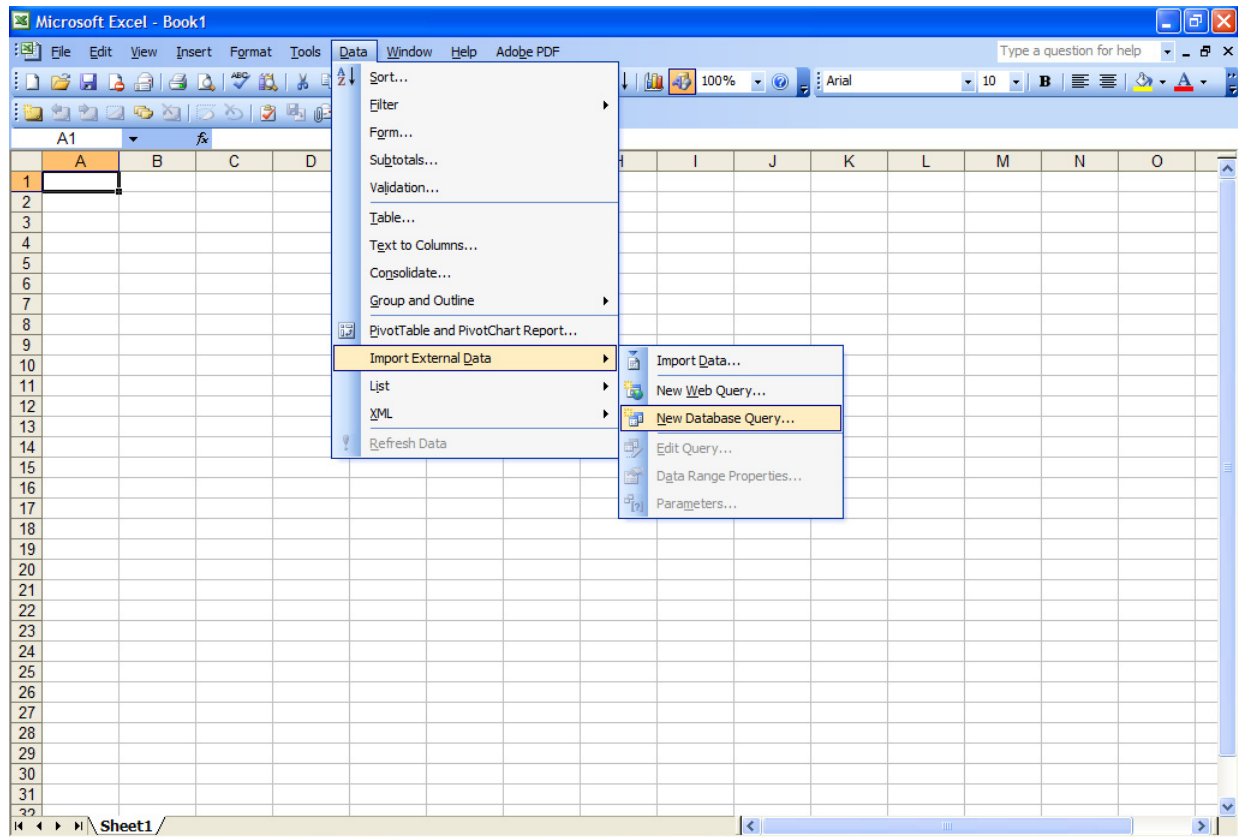 Microsoft Excel - Book1
File Edit View Insert Format Tools Data Window Help Adobe PDF Type a question for help
100% Arial 10 B A
A1 fx
A B C D H I J K L M N O
Sort...
Filter
Form...
Subtotals...
Validation...
Table...
Text to Columns...
Consolidate...
Group and Outline
PivotTable and PivotChart Report...
Import External Data
List
XML
Refresh Data
Import Data...
New Web Query...
New Database Query...
Edit Query...
Data Range Properties...
Parameters...
1
2
3
4
5
6
7
8
9
10
11
12
13
14
15
16
17
18
19
20
21
22
23
24
25
26
27
28
29
30
31
32
Sheet1